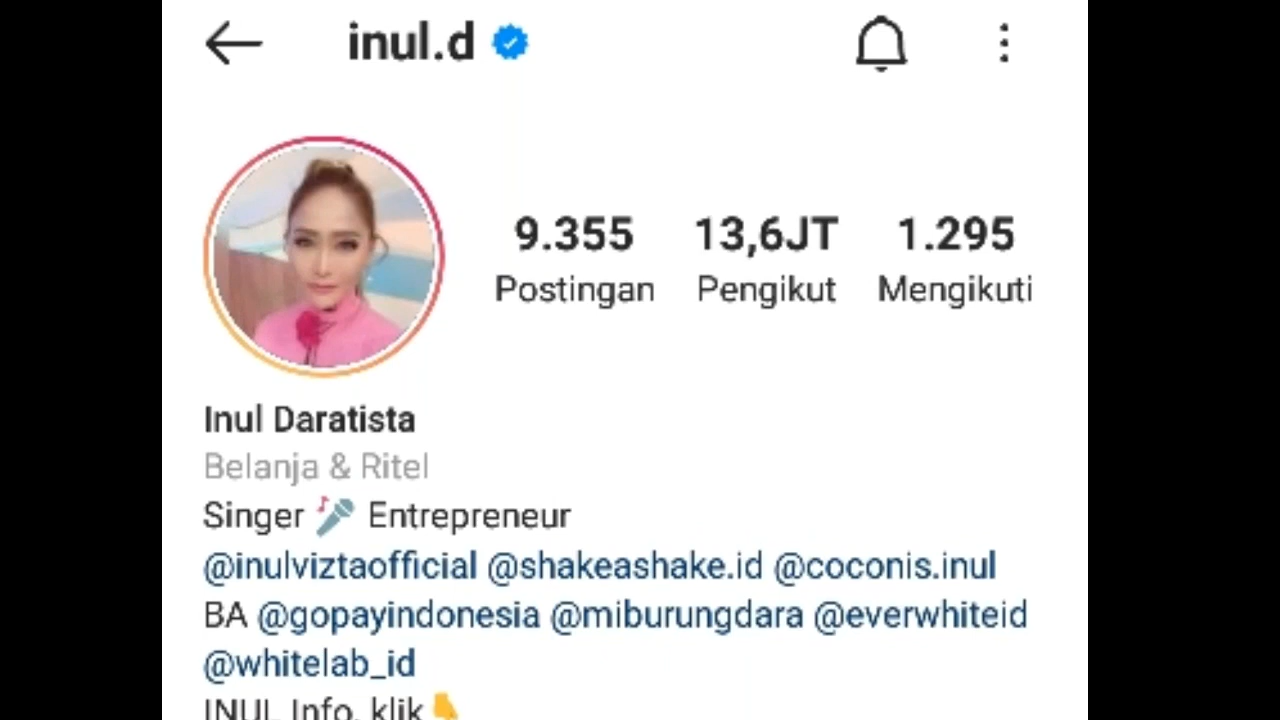 inul.d
9.355 13,6JT 1.295
Postingan Pengikut Mengikuti
Inul Daratista
Belanja & Ritel
Singer 🎤 Entrepreneur
@inulviztaofficial @shakeashake.id @coconis.inul
BA @gopayindonesia @miburungdara @everwhiteid
@whitelab_id
INUL Info, klik👇